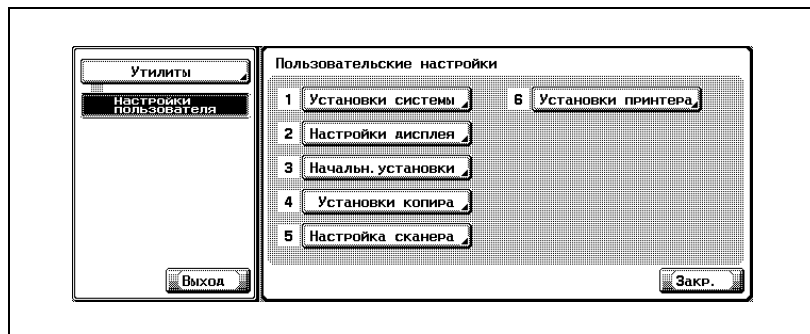 Утилиты
Настройки
пользователя
Выход
Пользовательские настройки
1 Установки системы
2 Настройки дисплея
3 Начальн. установки
4 Установки копира
5 Настройка сканера
6 Установки принтера
Закр.